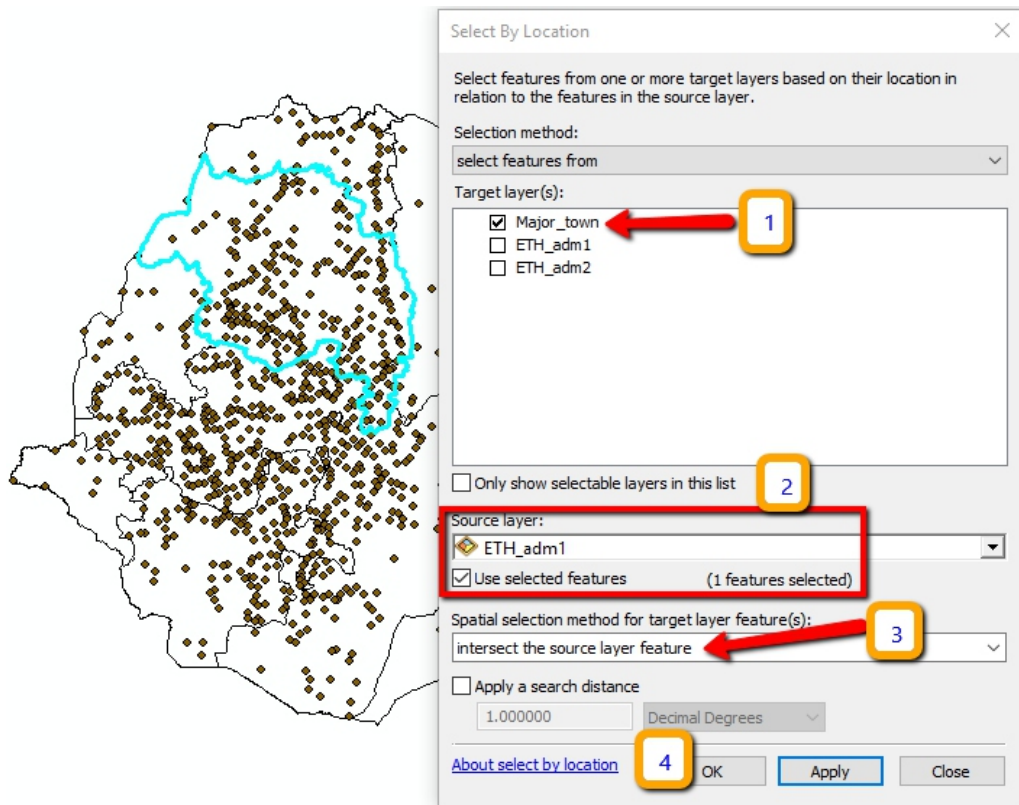 Select By Location
Select features from one or more target layers based on their location in
relation to the features in the source layer.
Selection method:
select features from
Target layer(s):
Major_town
1
ETH_adm1
ETH_adm2
Only show selectable layers in this list
2
Source layer:
ETH_adm1
Use selected features (1 features selected)
Spatial selection method for target layer feature(s):
3
intersect the source layer feature
Apply a search distance
1.000000 Decimal Degrees
About select by location 4 OK Apply Close